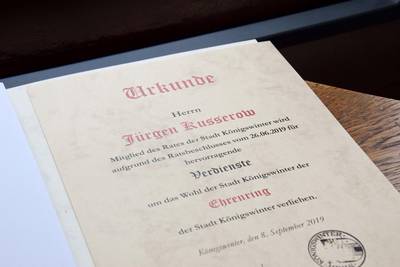 Urkunde
Herrn
Jürgen Kusserow
Mitglied des Rates der Stadt Königswinter wird
aufgrund des Ratsbeschlusses vom 26.06.2019 für
hervorragende
Verdienste
um das Wohl der Stadt Königswinter der
Ehrenring
der Stadt Königswinter verliehen.
Königswinter, den 8. September 2019
KÖNIGSWINTER